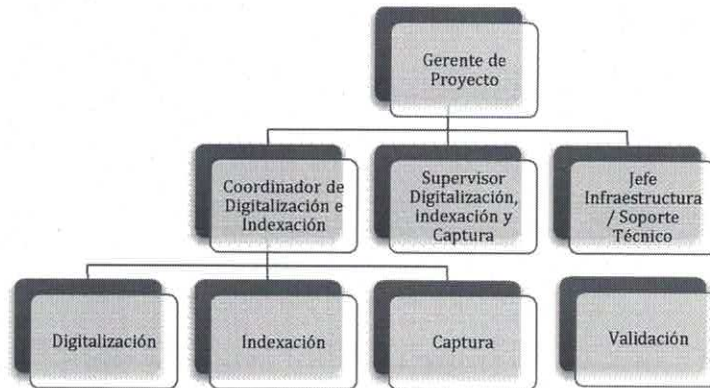 Gerente de
Proyecto
Coordinador de
Digitalización e
Indexación
Supervisor
Digitalización,
indexación y
Captura
Jefe
Infraestructura
/ Soporte
Técnico
Digitalización
Indexación
Captura
Validación